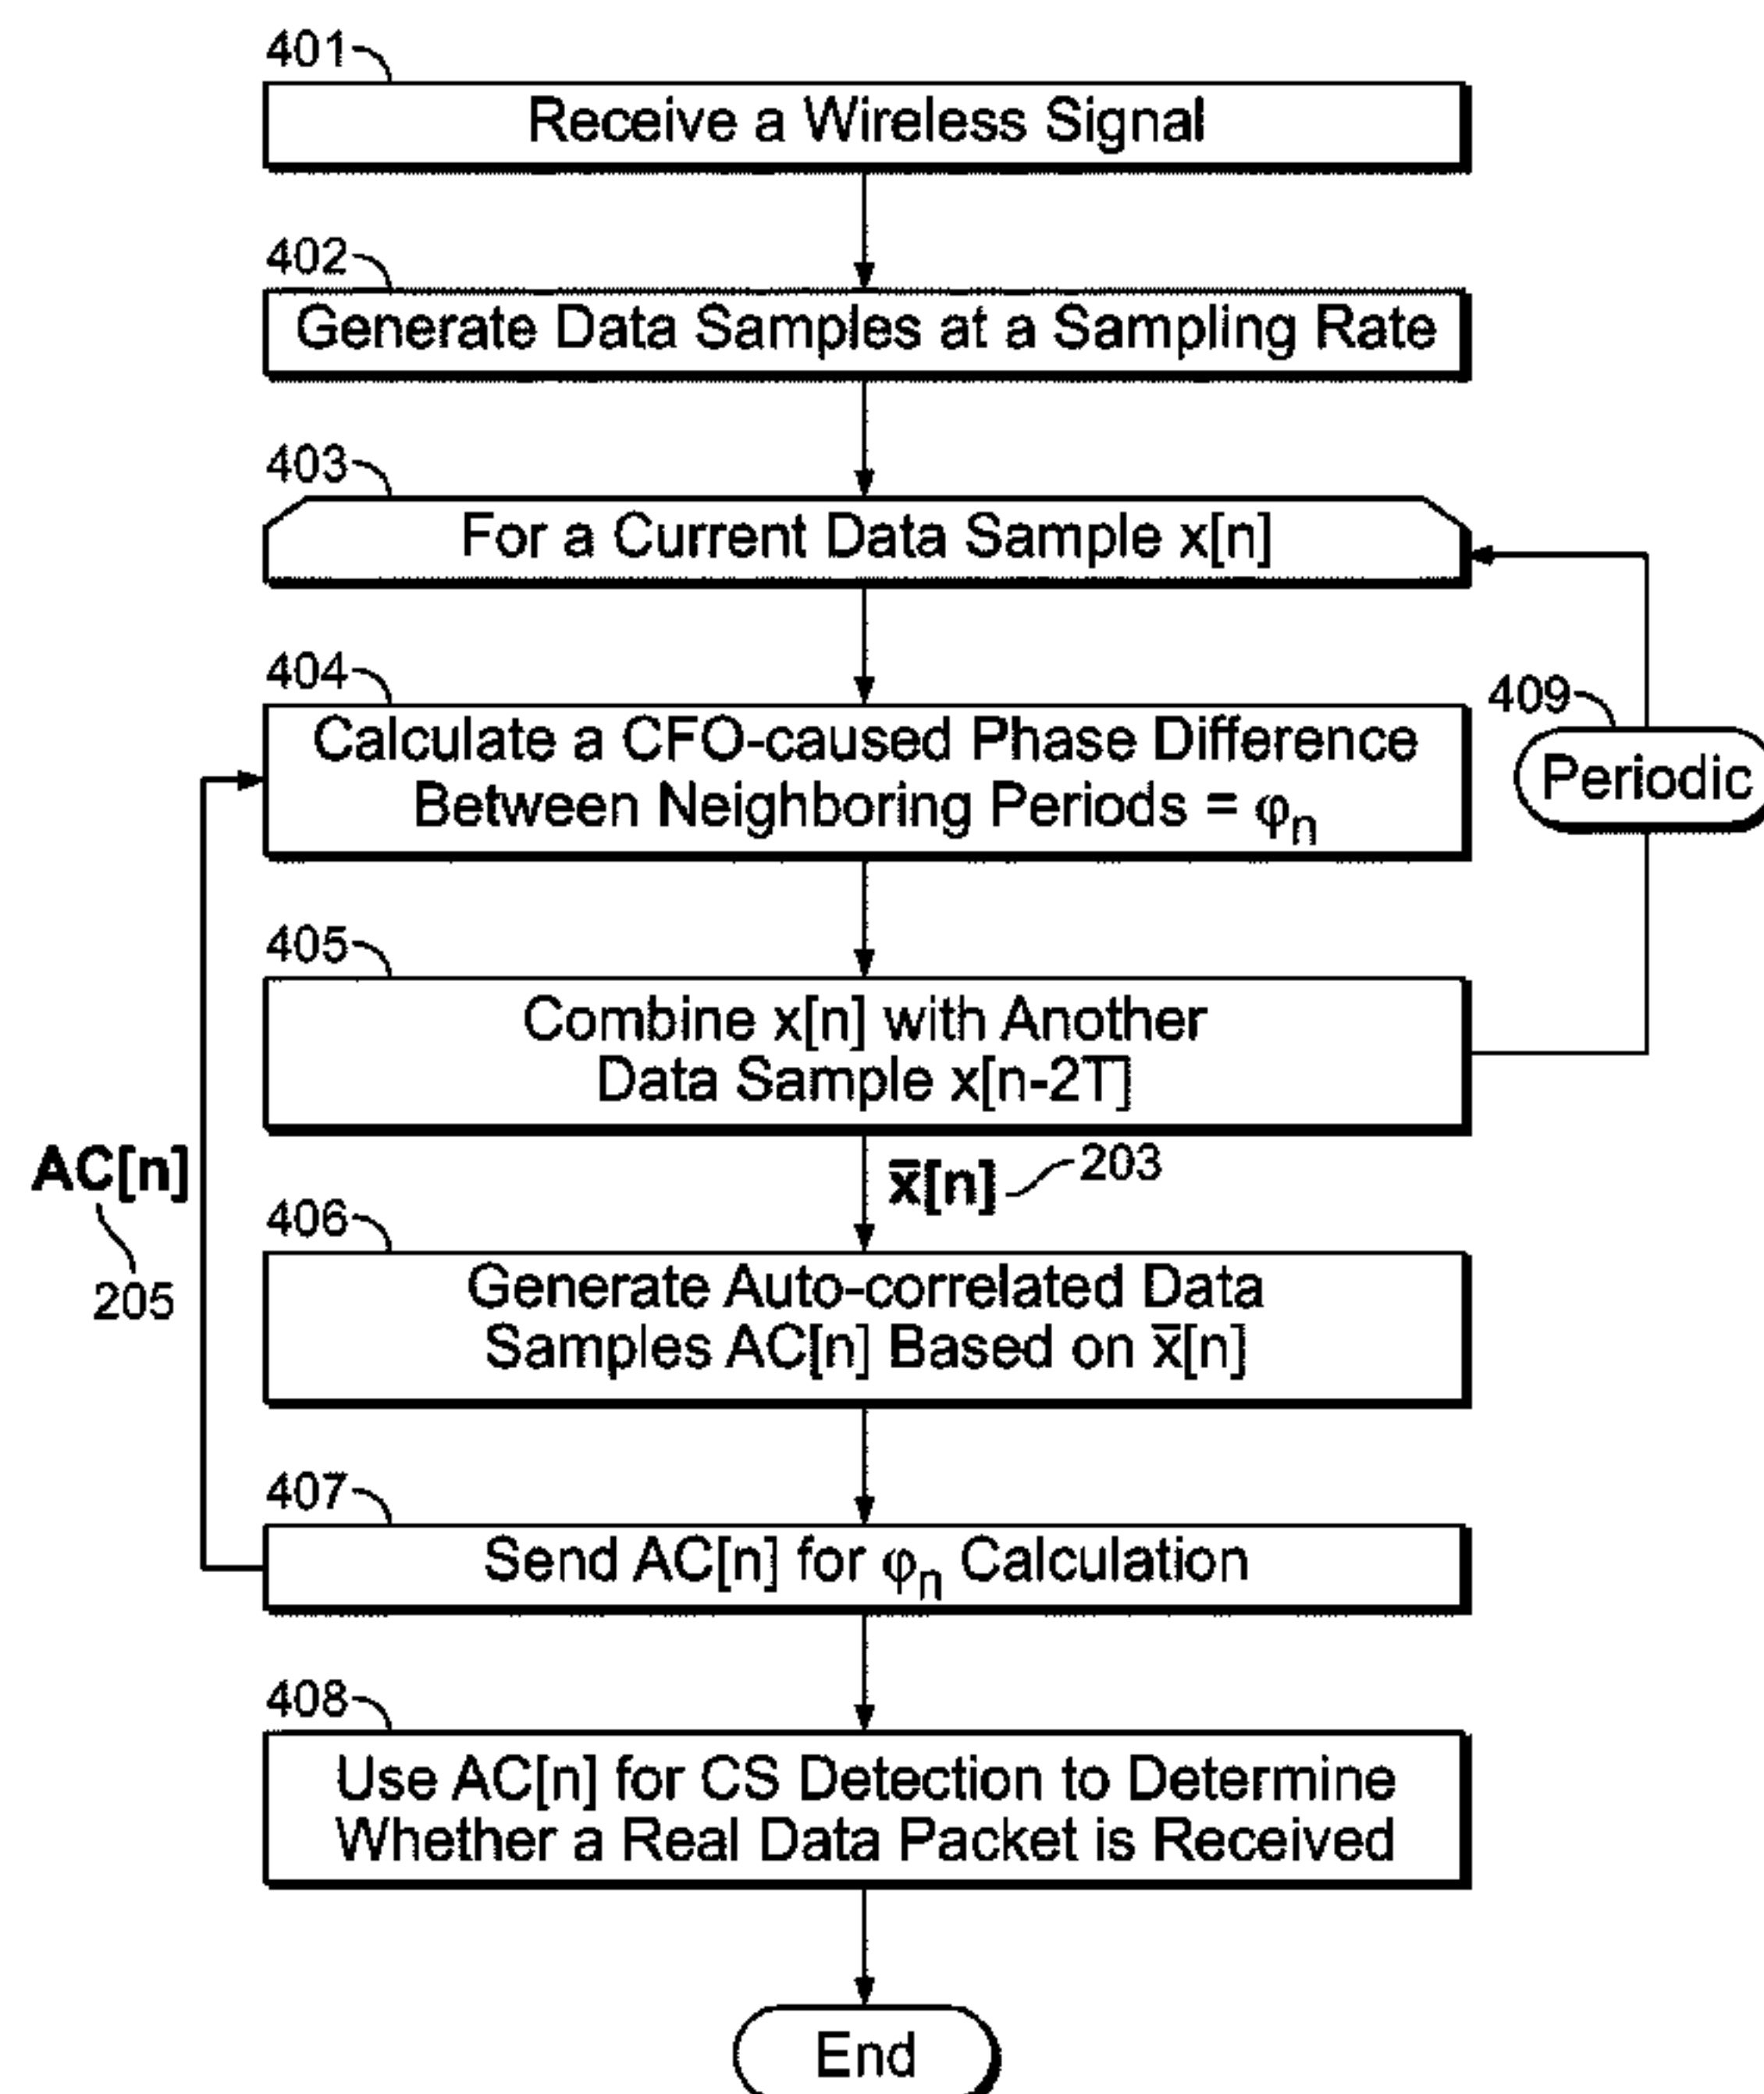 401
Receive a Wireless Signal
402
Generate Data Samples at a Sampling Rate
403
For a Current Data Sample x[n]
404
Calculate a CFO-caused Phase Difference
Between Neighboring Periods = φn
409
Periodic
405
Combine x[n] with Another
Data Sample x[n-2T]
AC[n]
205
x̅[n]
203
406
Generate Auto-correlated Data
Samples AC[n] Based on x̅[n]
407
Send AC[n] for φn Calculation
408
Use AC[n] for CS Detection to Determine
Whether a Real Data Packet is Received
End